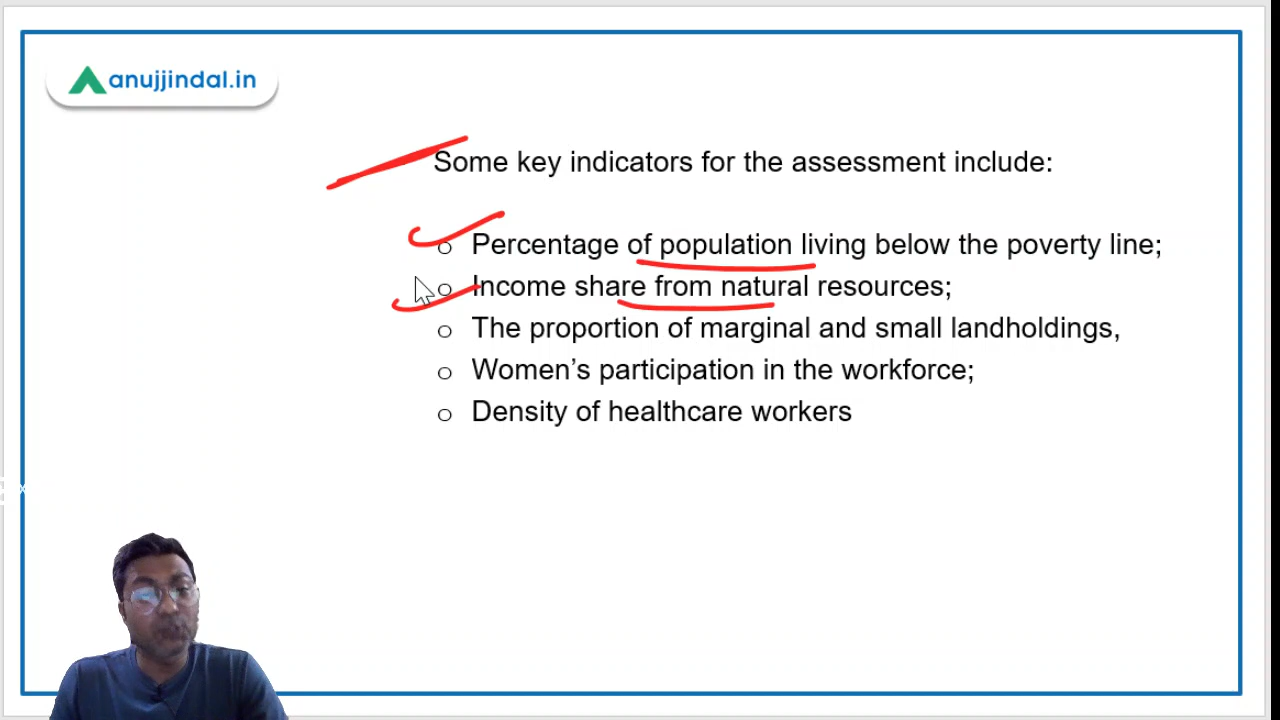 anujjindal.in
Some key indicators for the assessment include:
o Percentage of population living below the poverty line;
o Income share from natural resources;
o The proportion of marginal and small landholdings,
o Women’s participation in the workforce;
o Density of healthcare workers